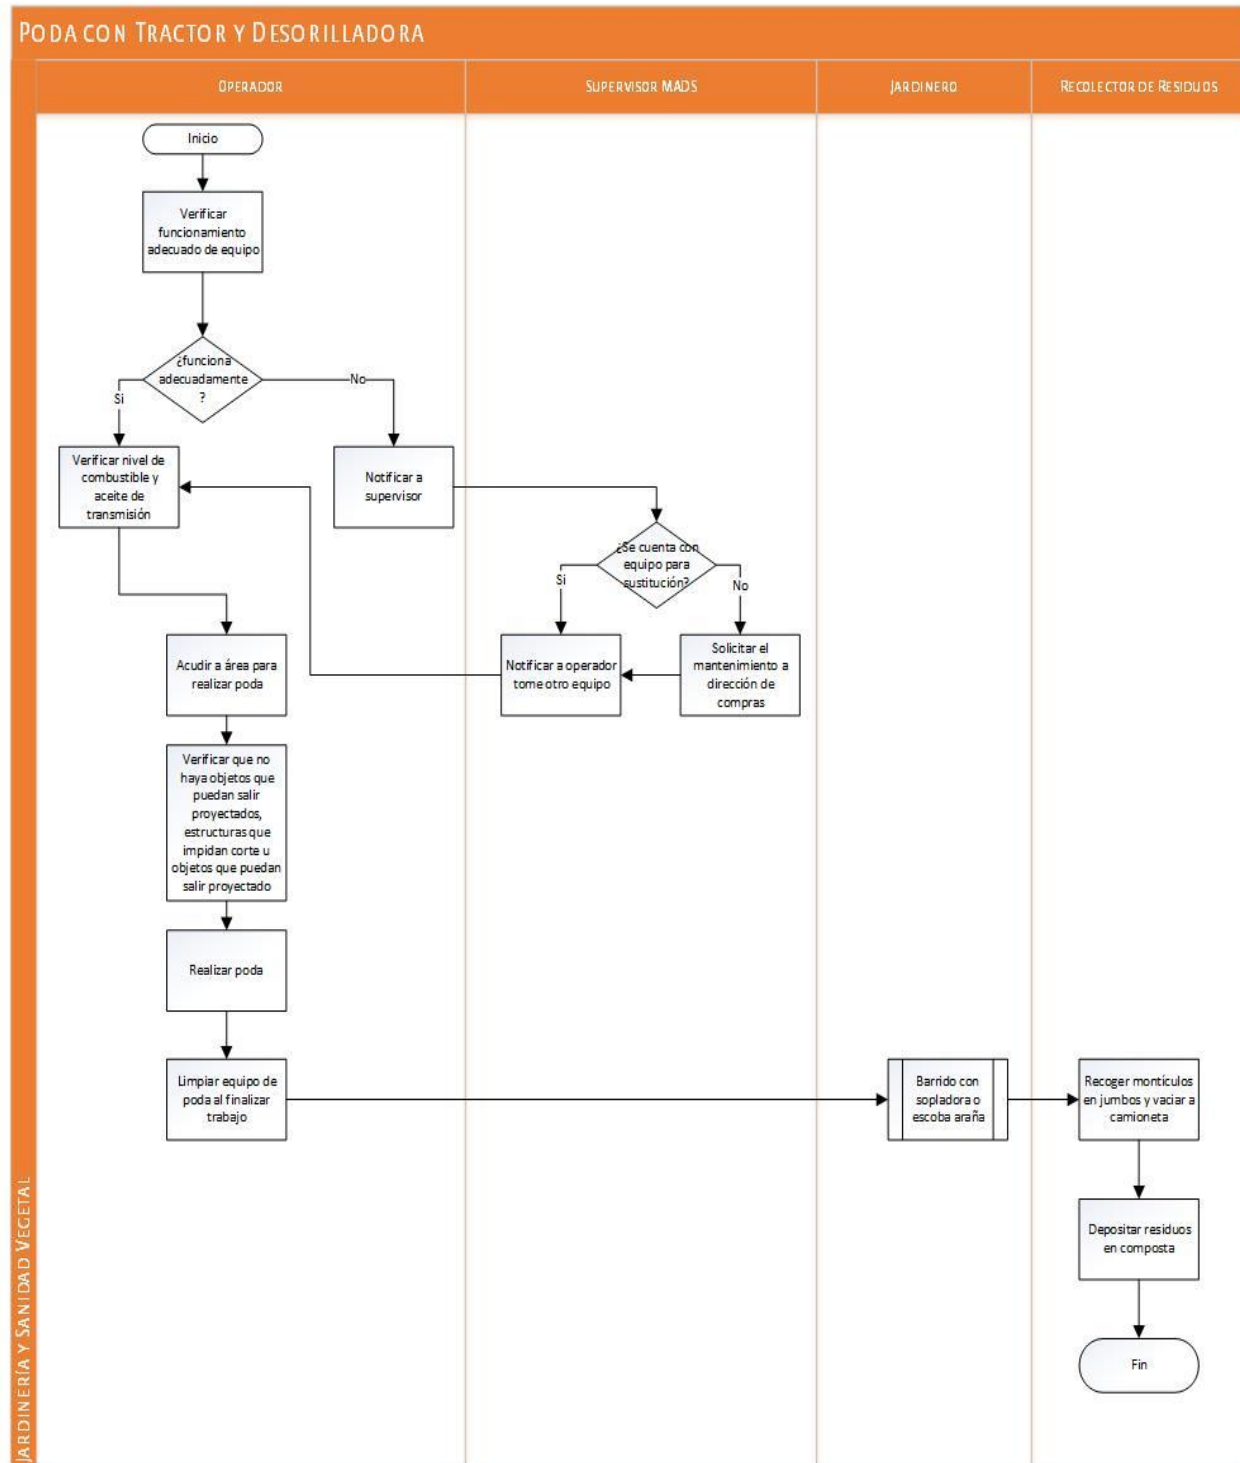 PODA CON TRACTOR Y DESORILLADORA
OPERADOR
SUPERVISOR MADS
JARDINERO
RECOLECTOR DE RESIDUOS
JARDINERÍA Y SANIDAD VEGETAL
Inicio
Verificar
funcionamiento
adecuado de equipo
¿funciona
adecuadamente
?
Si
No
Verificar nivel de
combustible y
aceite de
transmisión
Notificar a
supervisor
¿Se cuenta con
equipo para
sustitución?
Si
No
Notificar a operador
tome otro equipo
Solicitar el
mantenimiento a
dirección de
compras
Acudir a área para
realizar poda
Verificar que no
haya objetos que
puedan salir
proyectados,
estructuras que
impidan corte u
objetos que puedan
salir proyectado
Realizar poda
Limpiar equipo de
poda al finalizar
trabajo
Barrido con
sopladora o
escoba araña
Recoger montículos
en jumbos y vaciar a
camioneta
Depositar residuos
en composta
Fin